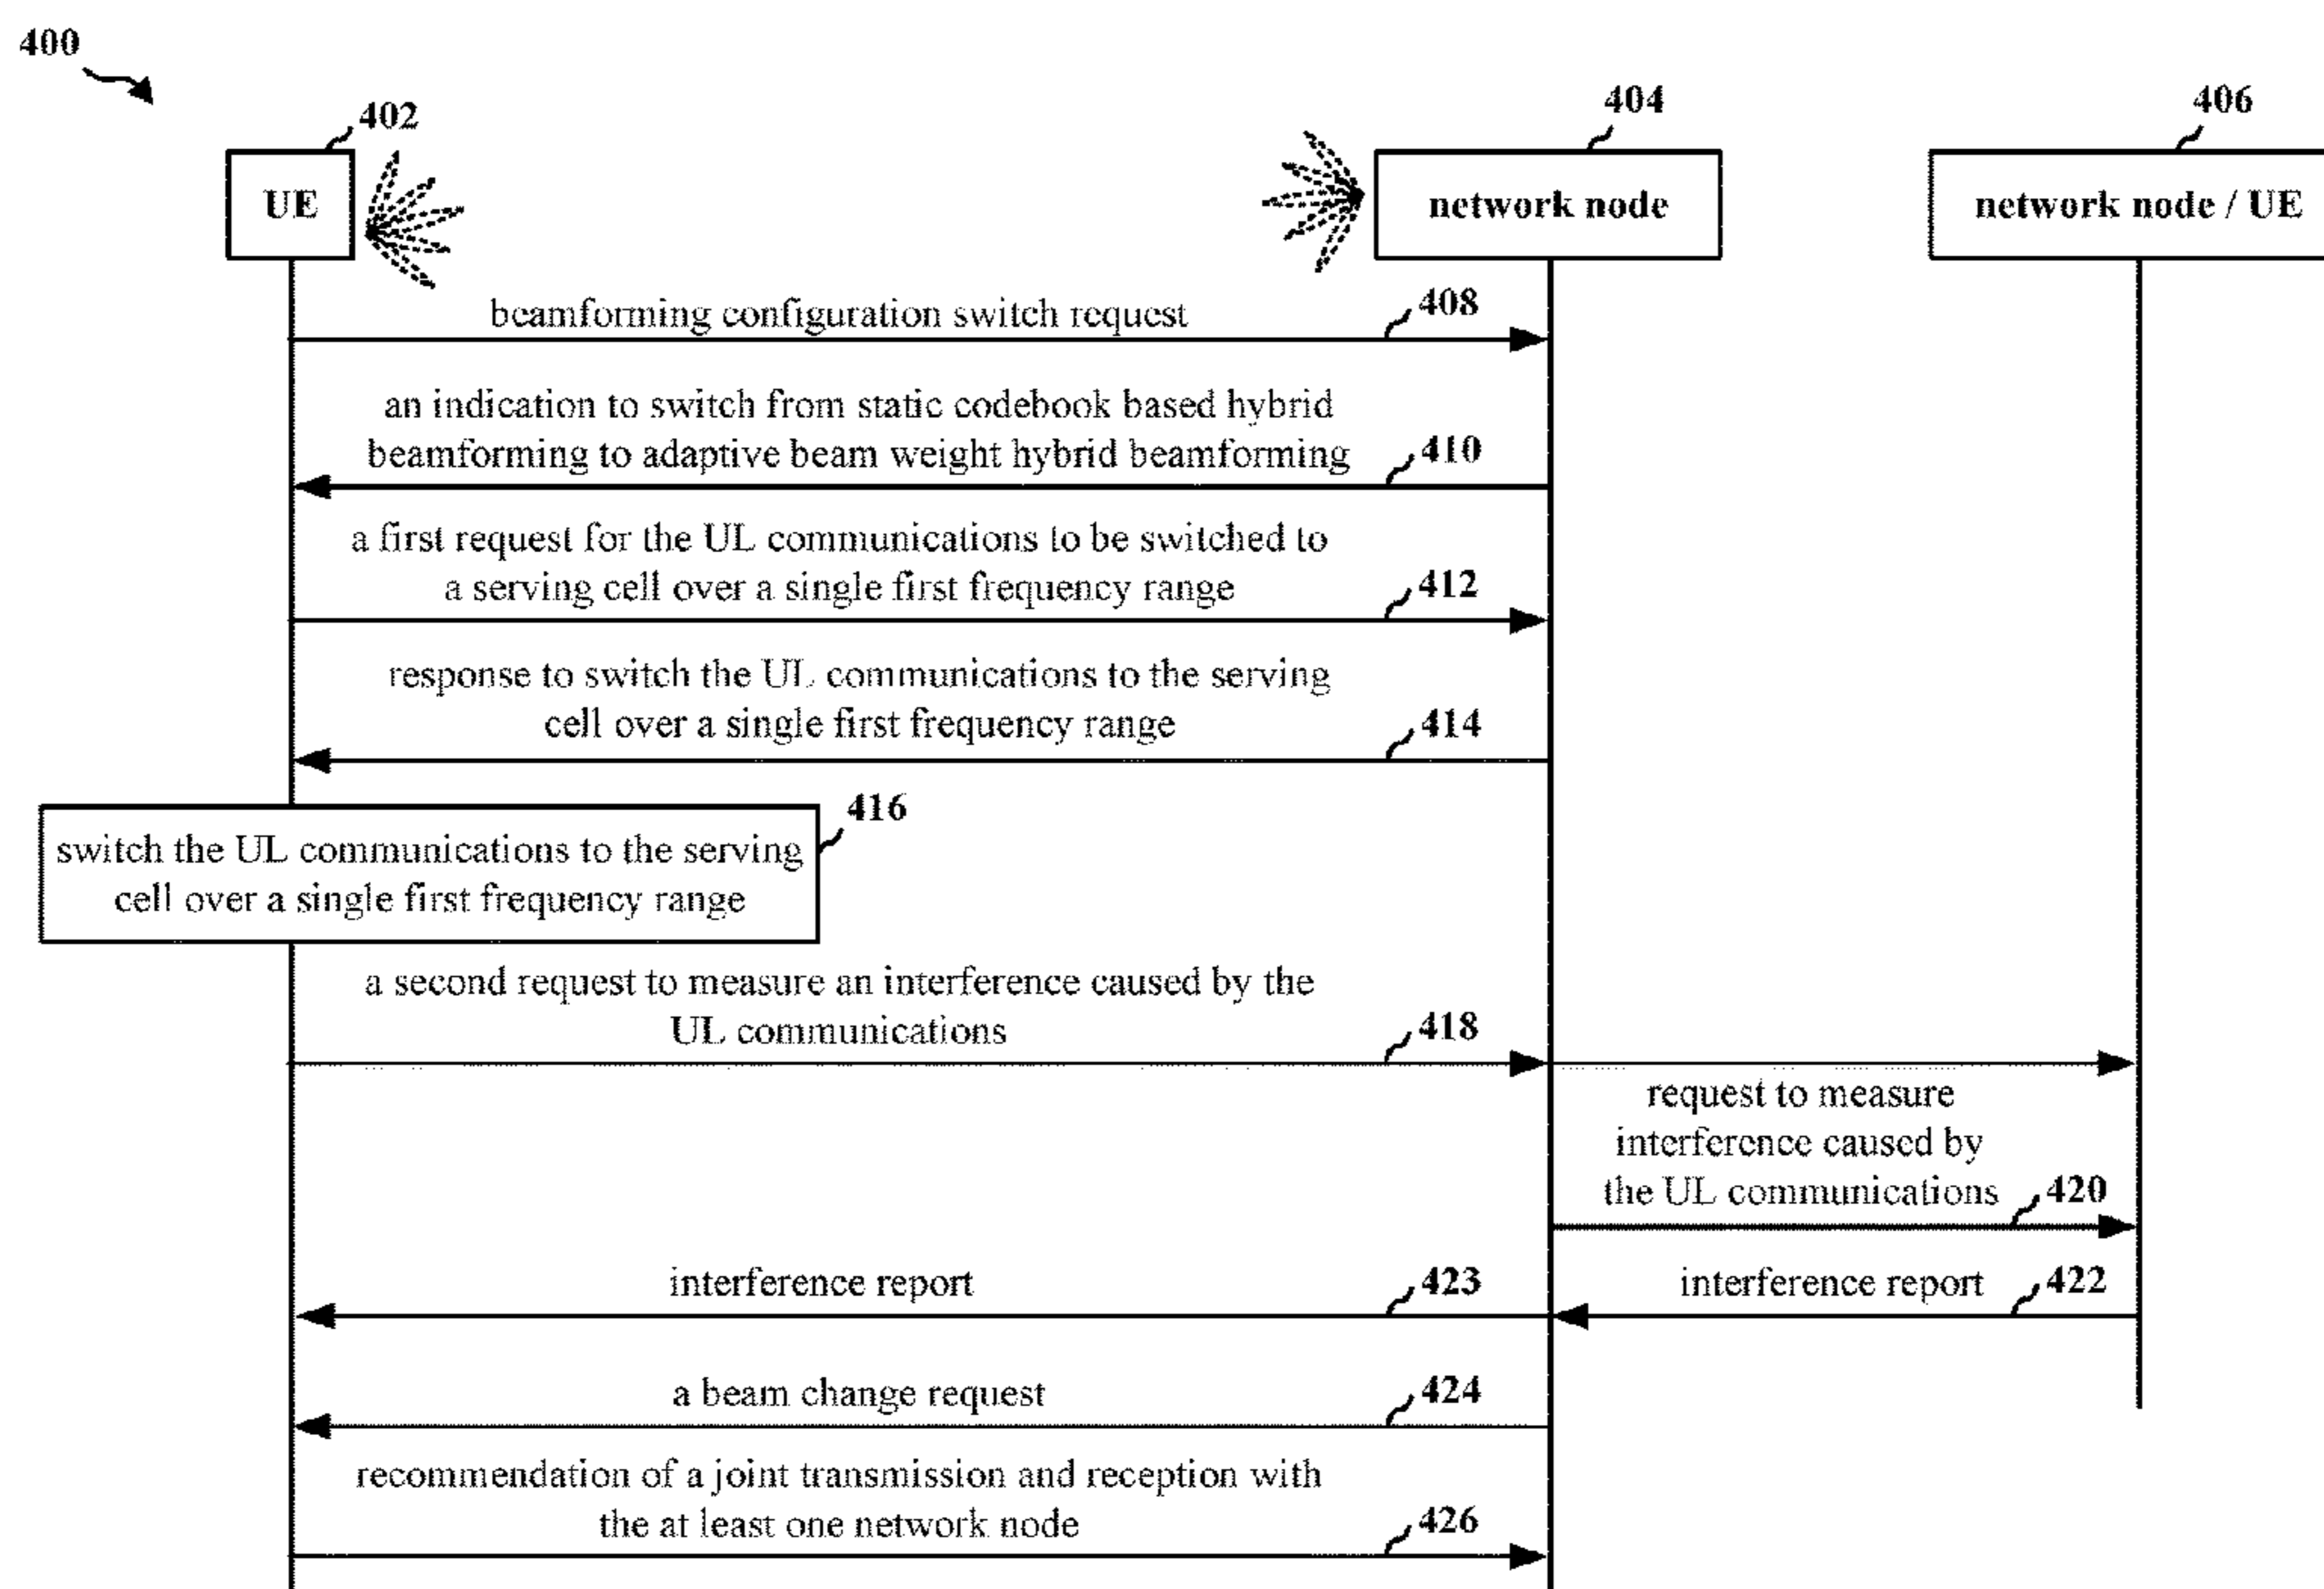 400
402
404
406
UE
network node
network node / UE
beamforming configuration switch request
408
an indication to switch from static codebook based hybrid
beamforming to adaptive beam weight hybrid beamforming
410
a first request for the UL communications to be switched to
a serving cell over a single first frequency range
412
response to switch the UL communications to the serving
cell over a single first frequency range
414
416
switch the UL communications to the serving
cell over a single first frequency range
a second request to measure an interference caused by the
UL communications
418
request to measure
interference caused by
the UL communications
420
interference report
423
interference report
422
a beam change request
424
recommendation of a joint transmission and reception with
the at least one network node
426